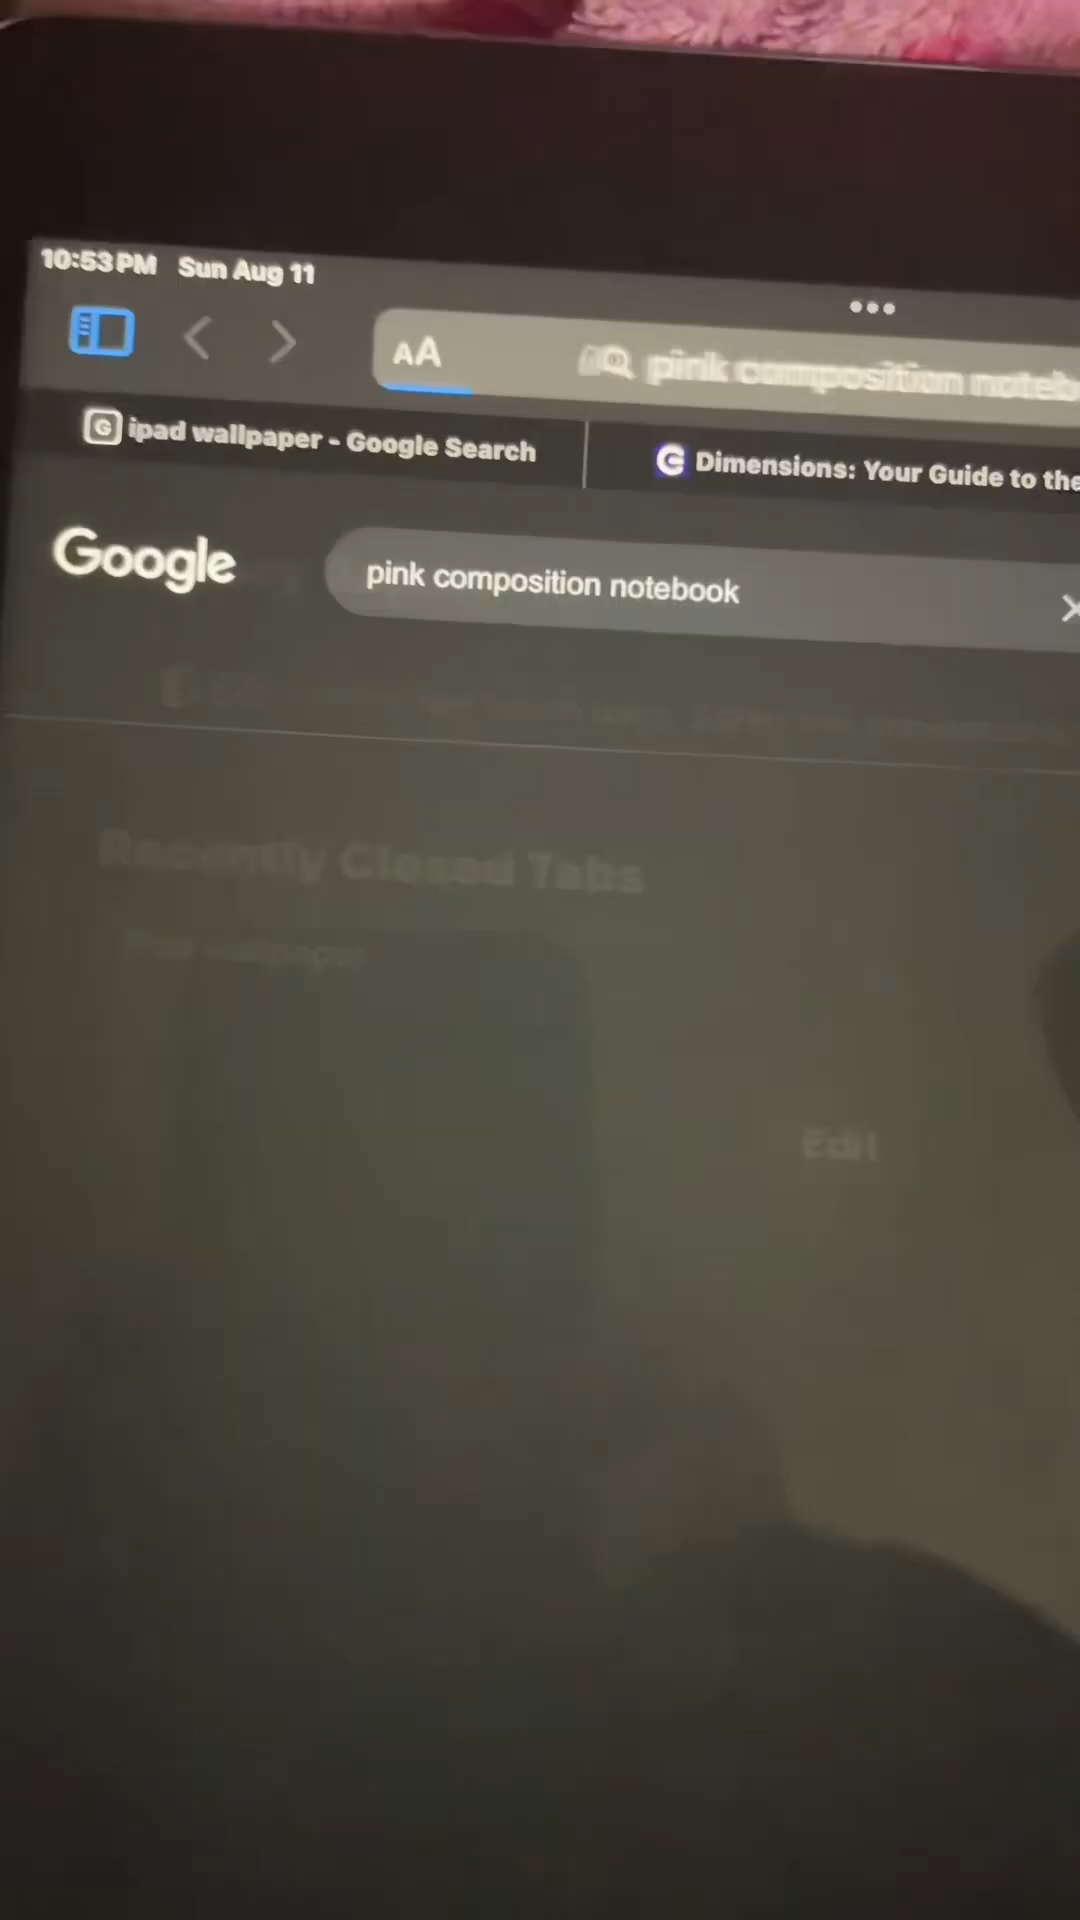 10:53 PM Sun Aug 11
AA pink composition noteb
ipad wallpaper - Google Search
Dimensions: Your Guide to the
Google
pink composition notebook
Recently Closed Tabs
Edit